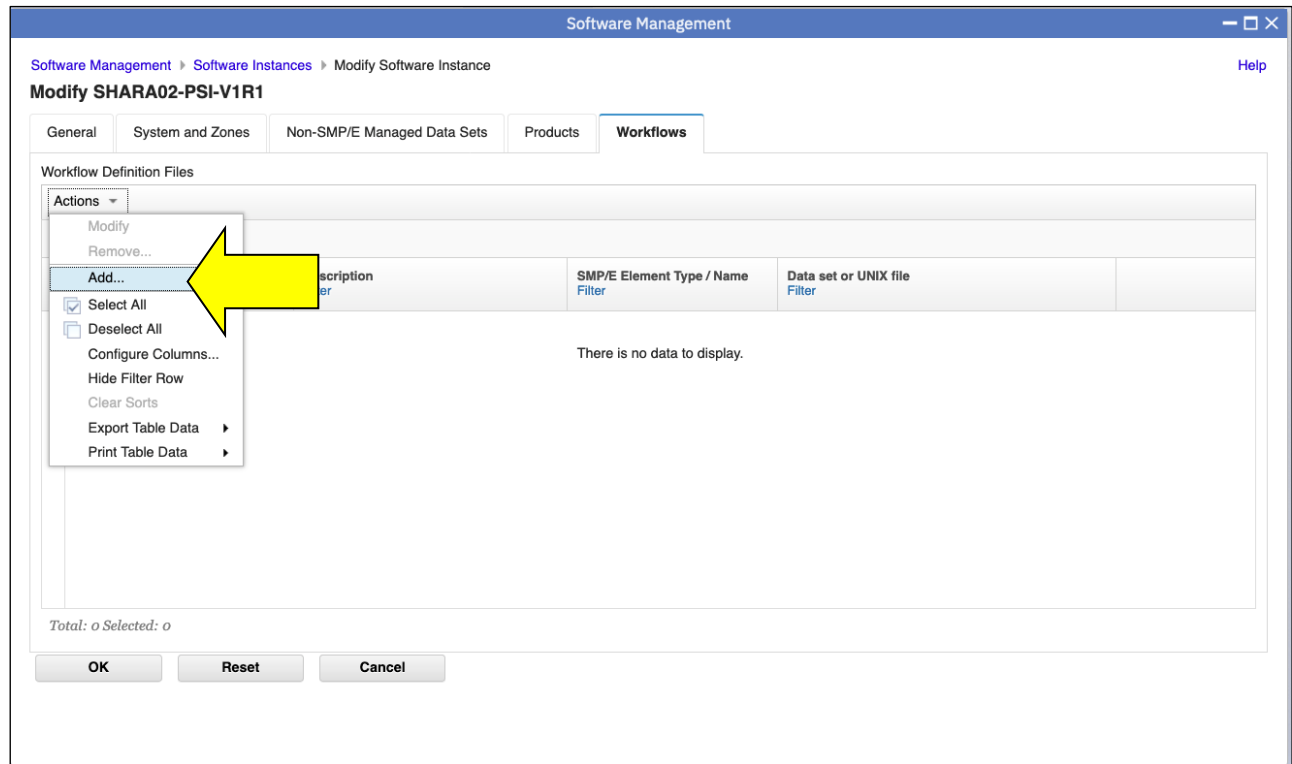 Software Management
Software Management Software Instances Modify Software Instance Help
Modify SHARA02-PSI-V1R1
General System and Zones Non-SMP/E Managed Data Sets Products Workflows
Workflow Definition Files
Actions
Modify
Remove...
Add...
Select All
Deselect All
Configure Columns...
Hide Filter Row
Clear Sorts
Export Table Data
Print Table Data
scription SMP/E Element Type / Name Data set or UNIX file
er Filter Filter
There is no data to display.
Total: 0 Selected: 0
OK Reset Cancel